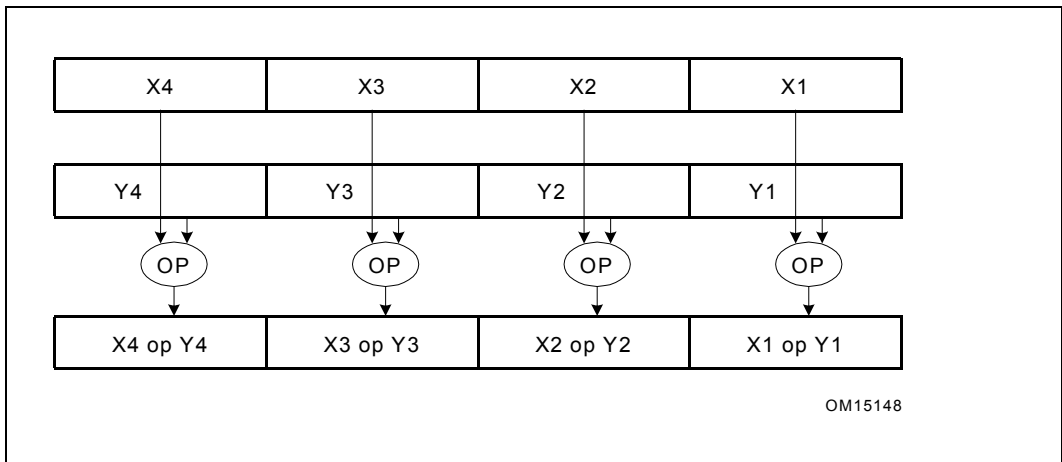 X4 X3 X2 X1
Y4 Y3 Y2 Y1
OP OP OP OP
X4 op Y4 X3 op Y3 X2 op Y2 X1 op Y1
OM15148